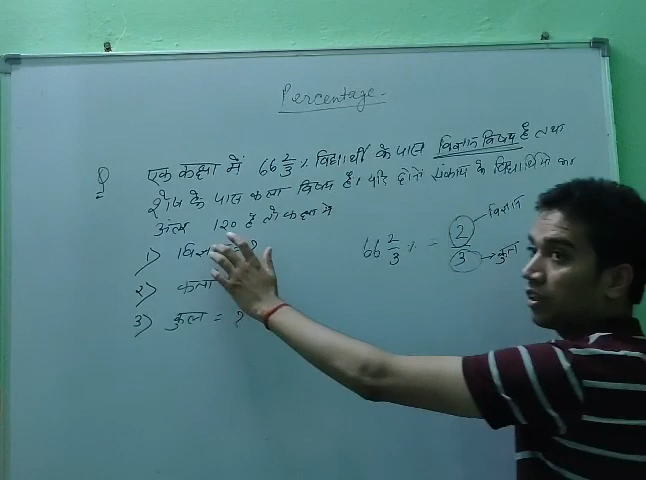 Percentage
Q एक कक्षा में 66 2/3 % विद्यार्थी के पास विज्ञान विषय है तथा
शेष के पास कला विषय है। यदि दोनों संकाय के विद्यार्थियों का
अंतर 120 है तो कक्षा में
1) = ?
2) कला
3) कुल = ?
66 2/3 % = 2/3
विज्ञान
कुल